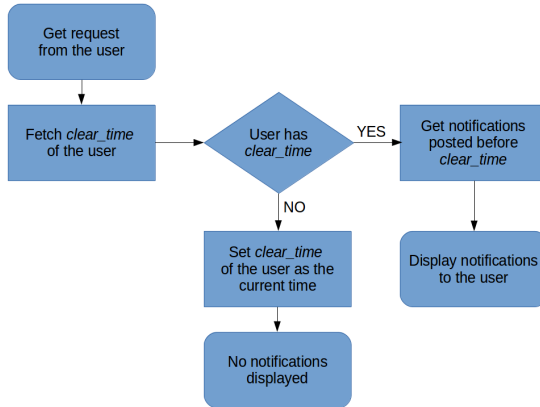 Get request
from the user
Fetch clear_time
of the user
User has
clear_time
YES
Get notifications
posted before
clear_time
NO
Set clear_time
of the user as the
current time
Display notifications
to the user
No notifications
displayed